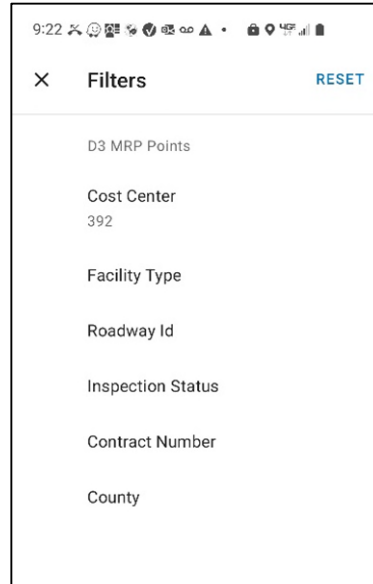 9:22
Filters RESET
D3 MRP Points
Cost Center
392
Facility Type
Roadway Id
Inspection Status
Contract Number
County